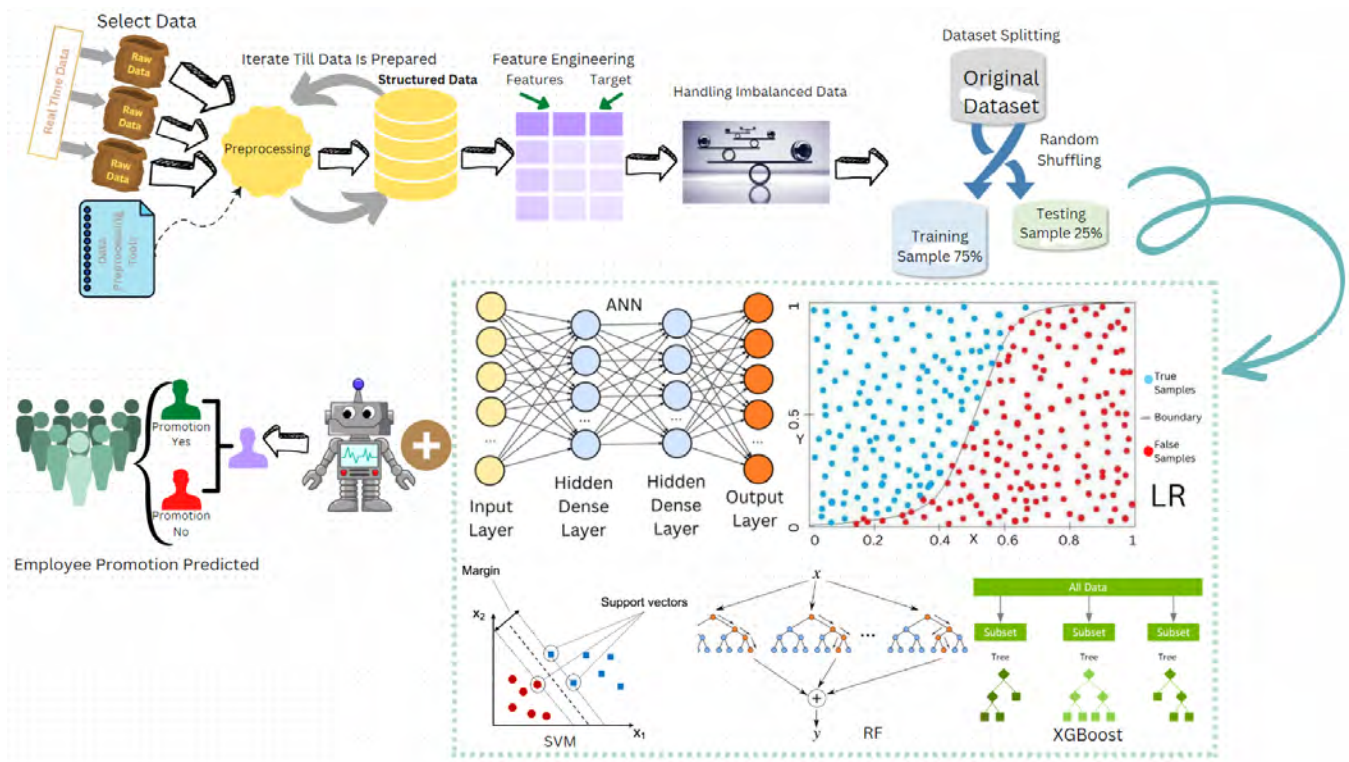 Select Data
Real Time Data
Raw
Data
Raw
Data
Raw
Data
Data
Preprocessing
Tools
Iterate Till Data Is Prepared
Preprocessing
Structured Data
Feature Engineering
Features
Target
Handling Imbalanced Data
Dataset Splitting
Original
Dataset
Random
Shuffling
Training
Sample 75%
Testing
Sample 25%
ANN
...
...
...
...
Input
Layer
Hidden
Dense Layer
Hidden
Dense Layer
Output
Layer
1
0.5
Y
0
0
0.2
0.4
X
0.6
0.8
1
True
Samples
Boundary
False
Samples
LR
Promotion
Yes
Promotion
No
Employee Promotion Predicted
Margin
Support vectors
X2
X1
SVM
x
...
+
y
RF
All Data
Subset
Subset
Subset
Tree
Tree
Tree
XGBoost